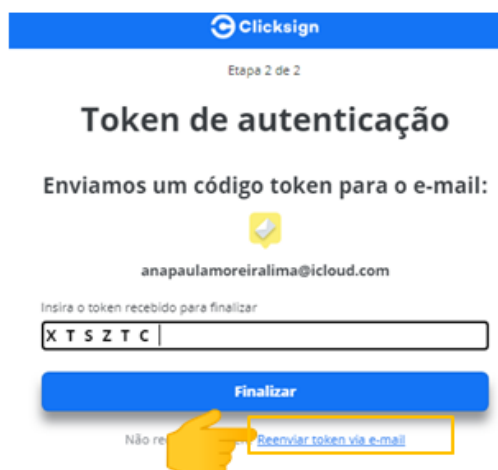 Clicksign
Etapa 2 de 2
Token de autenticação
Enviamos um código token para o e-mail:
anapaulamoreiralima@icloud.com
Insira o token recebido para finalizar
X T S Z T C
Finalizar
Não Reenviar token via e-mail